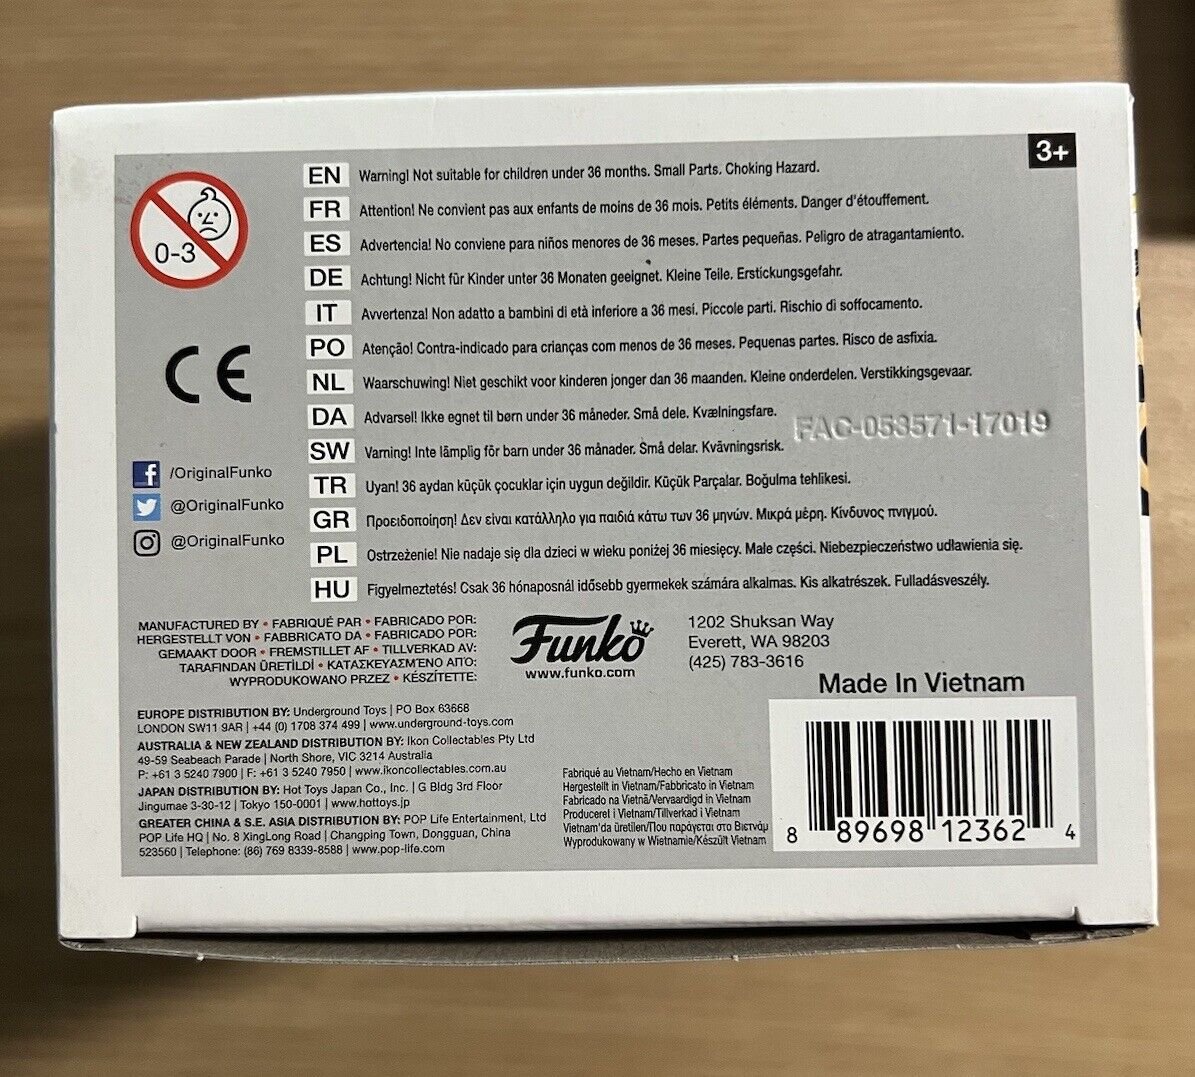 3+
0-3
EN Warning! Not suitable for children under 36 months. Small Parts. Choking Hazard.
FR Attention! Ne convient pas aux enfants de moins de 36 mois. Petits éléments. Danger d'étouffement.
ES Advertencia! No conviene para niños menores de 36 meses. Partes pequeñas. Peligro de atragantamiento.
DE Achtung! Nicht für Kinder unter 36 Monaten geeignet. Kleine Teile. Erstickungsgefahr.
IT Avvertenza! Non adatto a bambini di età inferiore a 36 mesi. Piccole parti. Rischio di soffocamento.
PO Atenção! Contra-indicado para crianças com menos de 36 meses. Pequenas partes. Risco de asfixia.
NL Waarschuwing! Niet geschikt voor kinderen jonger dan 36 maanden. Kleine onderdelen. Verstikkingsgevaar.
DA Advarsel! Ikke egnet til børn under 36 måneder. Små dele. Kvælningsfare.
SW Varning! Inte lämplig för barn under 36 månader. Små delar. Kvävningsrisk.
TR Uyan! 36 aydan küçük çocuklar için uygun değildir. Küçük Parçalar. Boğulma tehlikesi.
GR Προειδοποίηση! Δεν είναι κατάλληλο για παιδιά κάτω των 36 μηνών. Μικρά μέρη. Κίνδυνος πνιγμού.
PL Ostrzeżenie! Nie nadaje się dla dzieci w wieku poniżej 36 miesięcy. Małe części. Niebezpieczeństwo udławienia się.
HU Figyelmeztetés! Csak 36 hónaposnál idősebb gyermekek számára alkalmas. Kis alkatrészek. Fulladásveszély.
FAC-053571-17019
CE
/OriginalFunko
@OriginalFunko
@OriginalFunko
MANUFACTURED BY • FABRIQUÉ PAR • FABRICADO POR:
HERGESTELLT VON • FABBRICATO DA • FABRICADO POR:
GEMAAKT DOOR • FREMSTILLET AF • TILLVERKAD AV:
TARAFINDAN ÜRETİLDİ • ΚΑΤΑΣΚΕΥΑΣΜΈΝΟ ΑΠΌ:
WYPRODUKOWANO PRZEZ • KÉSZÍTETTE:
Funko
www.funko.com
1202 Shuksan Way
Everett, WA 98203
(425) 783-3616
Made In Vietnam
EUROPE DISTRIBUTION BY: Underground Toys | PO Box 63668
LONDON SW11 9AR | +44 (0) 1708 374 499 | www.underground-toys.com
AUSTRALIA & NEW ZEALAND DISTRIBUTION BY: Ikon Collectables Pty Ltd
49-59 Seabeach Parade | North Shore, VIC 3214 Australia
P: +61 3 5240 7900 | F: +61 3 5240 7950 | www.ikoncollectables.com.au
JAPAN DISTRIBUTION BY: Hot Toys Japan Co., Inc. | G Bldg 3rd Floor
Jingumae 3-30-12 | Tokyo 150-0001 | www.hottoys.jp
GREATER CHINA & S.E. ASIA DISTRIBUTION BY: POP Life Entertainment, Ltd
POP Life HQ | No. 8 XingLong Road | Changping Town, Dongguan, China
523560 | Telephone: (86) 769 8339-8588 | www.pop-life.com
Fabriqué au Vietnam/Hecho en Vietnam
Hergestellt in Vietnam/Fabbricato in Vietnam
Fabricado na Vietnã/Vervaardigd in Vietnam
Producerel i Vietnam/Tillverkad i Vietnam
Vietnam'da üretilen/Που παράγεται στο Βιετνάμ
Wyprodukowany w Wietnamie/Készült Vietnam
8 89698 12362 4